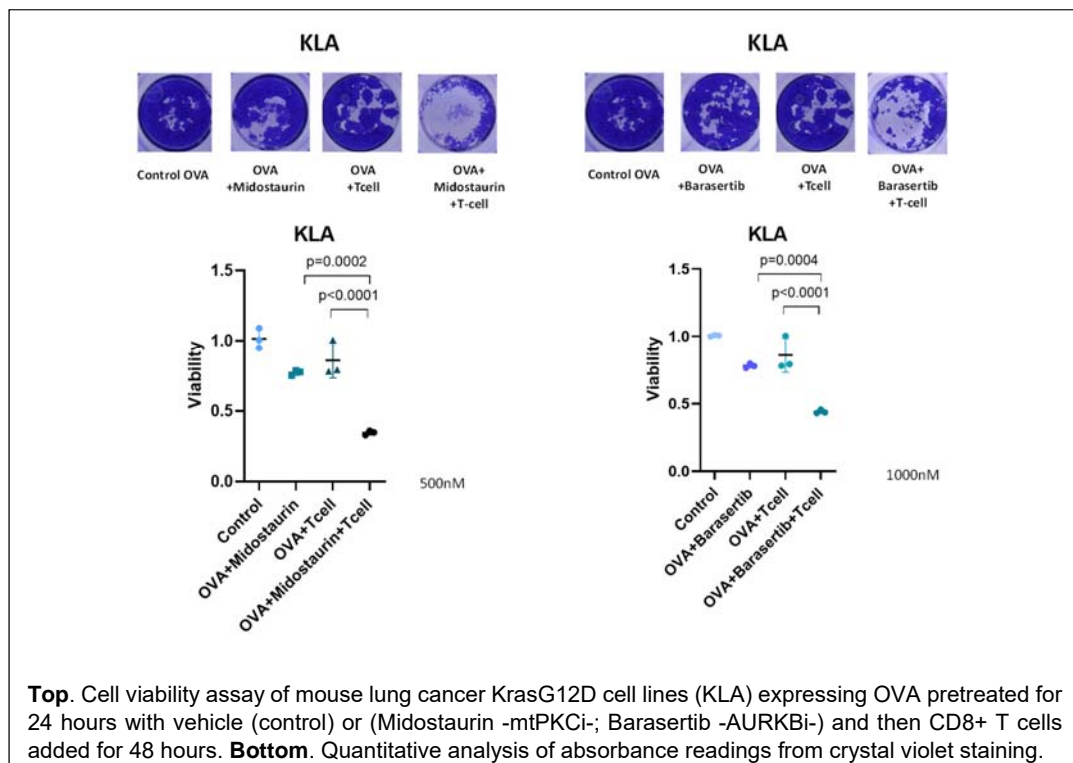 KLA
Control OVA
OVA
+Midostaurin
OVA
+Tcell
OVA+
Midostaurin
+T-cell
KLA
1.5
1.0
0.5
0.0
Viability
p=0.0002
p<0.0001
Control
OVA+Midostaurin
OVA+Tcell
OVA+Midostaurin+Tcell
500nM
KLA
Control OVA
OVA
+Barasertib
OVA
+Tcell
OVA+
Barasertib
+T-cell
KLA
1.5
1.0
0.5
0.0
Viability
p=0.0004
p<0.0001
Control
OVA+Barasertib
OVA+Tcell
OVA+Barasertib+Tcell
1000nM
Top. Cell viability assay of mouse lung cancer KrasG12D cell lines (KLA) expressing OVA pretreated for
24 hours with vehicle (control) or (Midostaurin -mtPKCi-; Barasertib -AURKBi-) and then CD8+ T cells
added for 48 hours. Bottom. Quantitative analysis of absorbance readings from crystal violet staining.